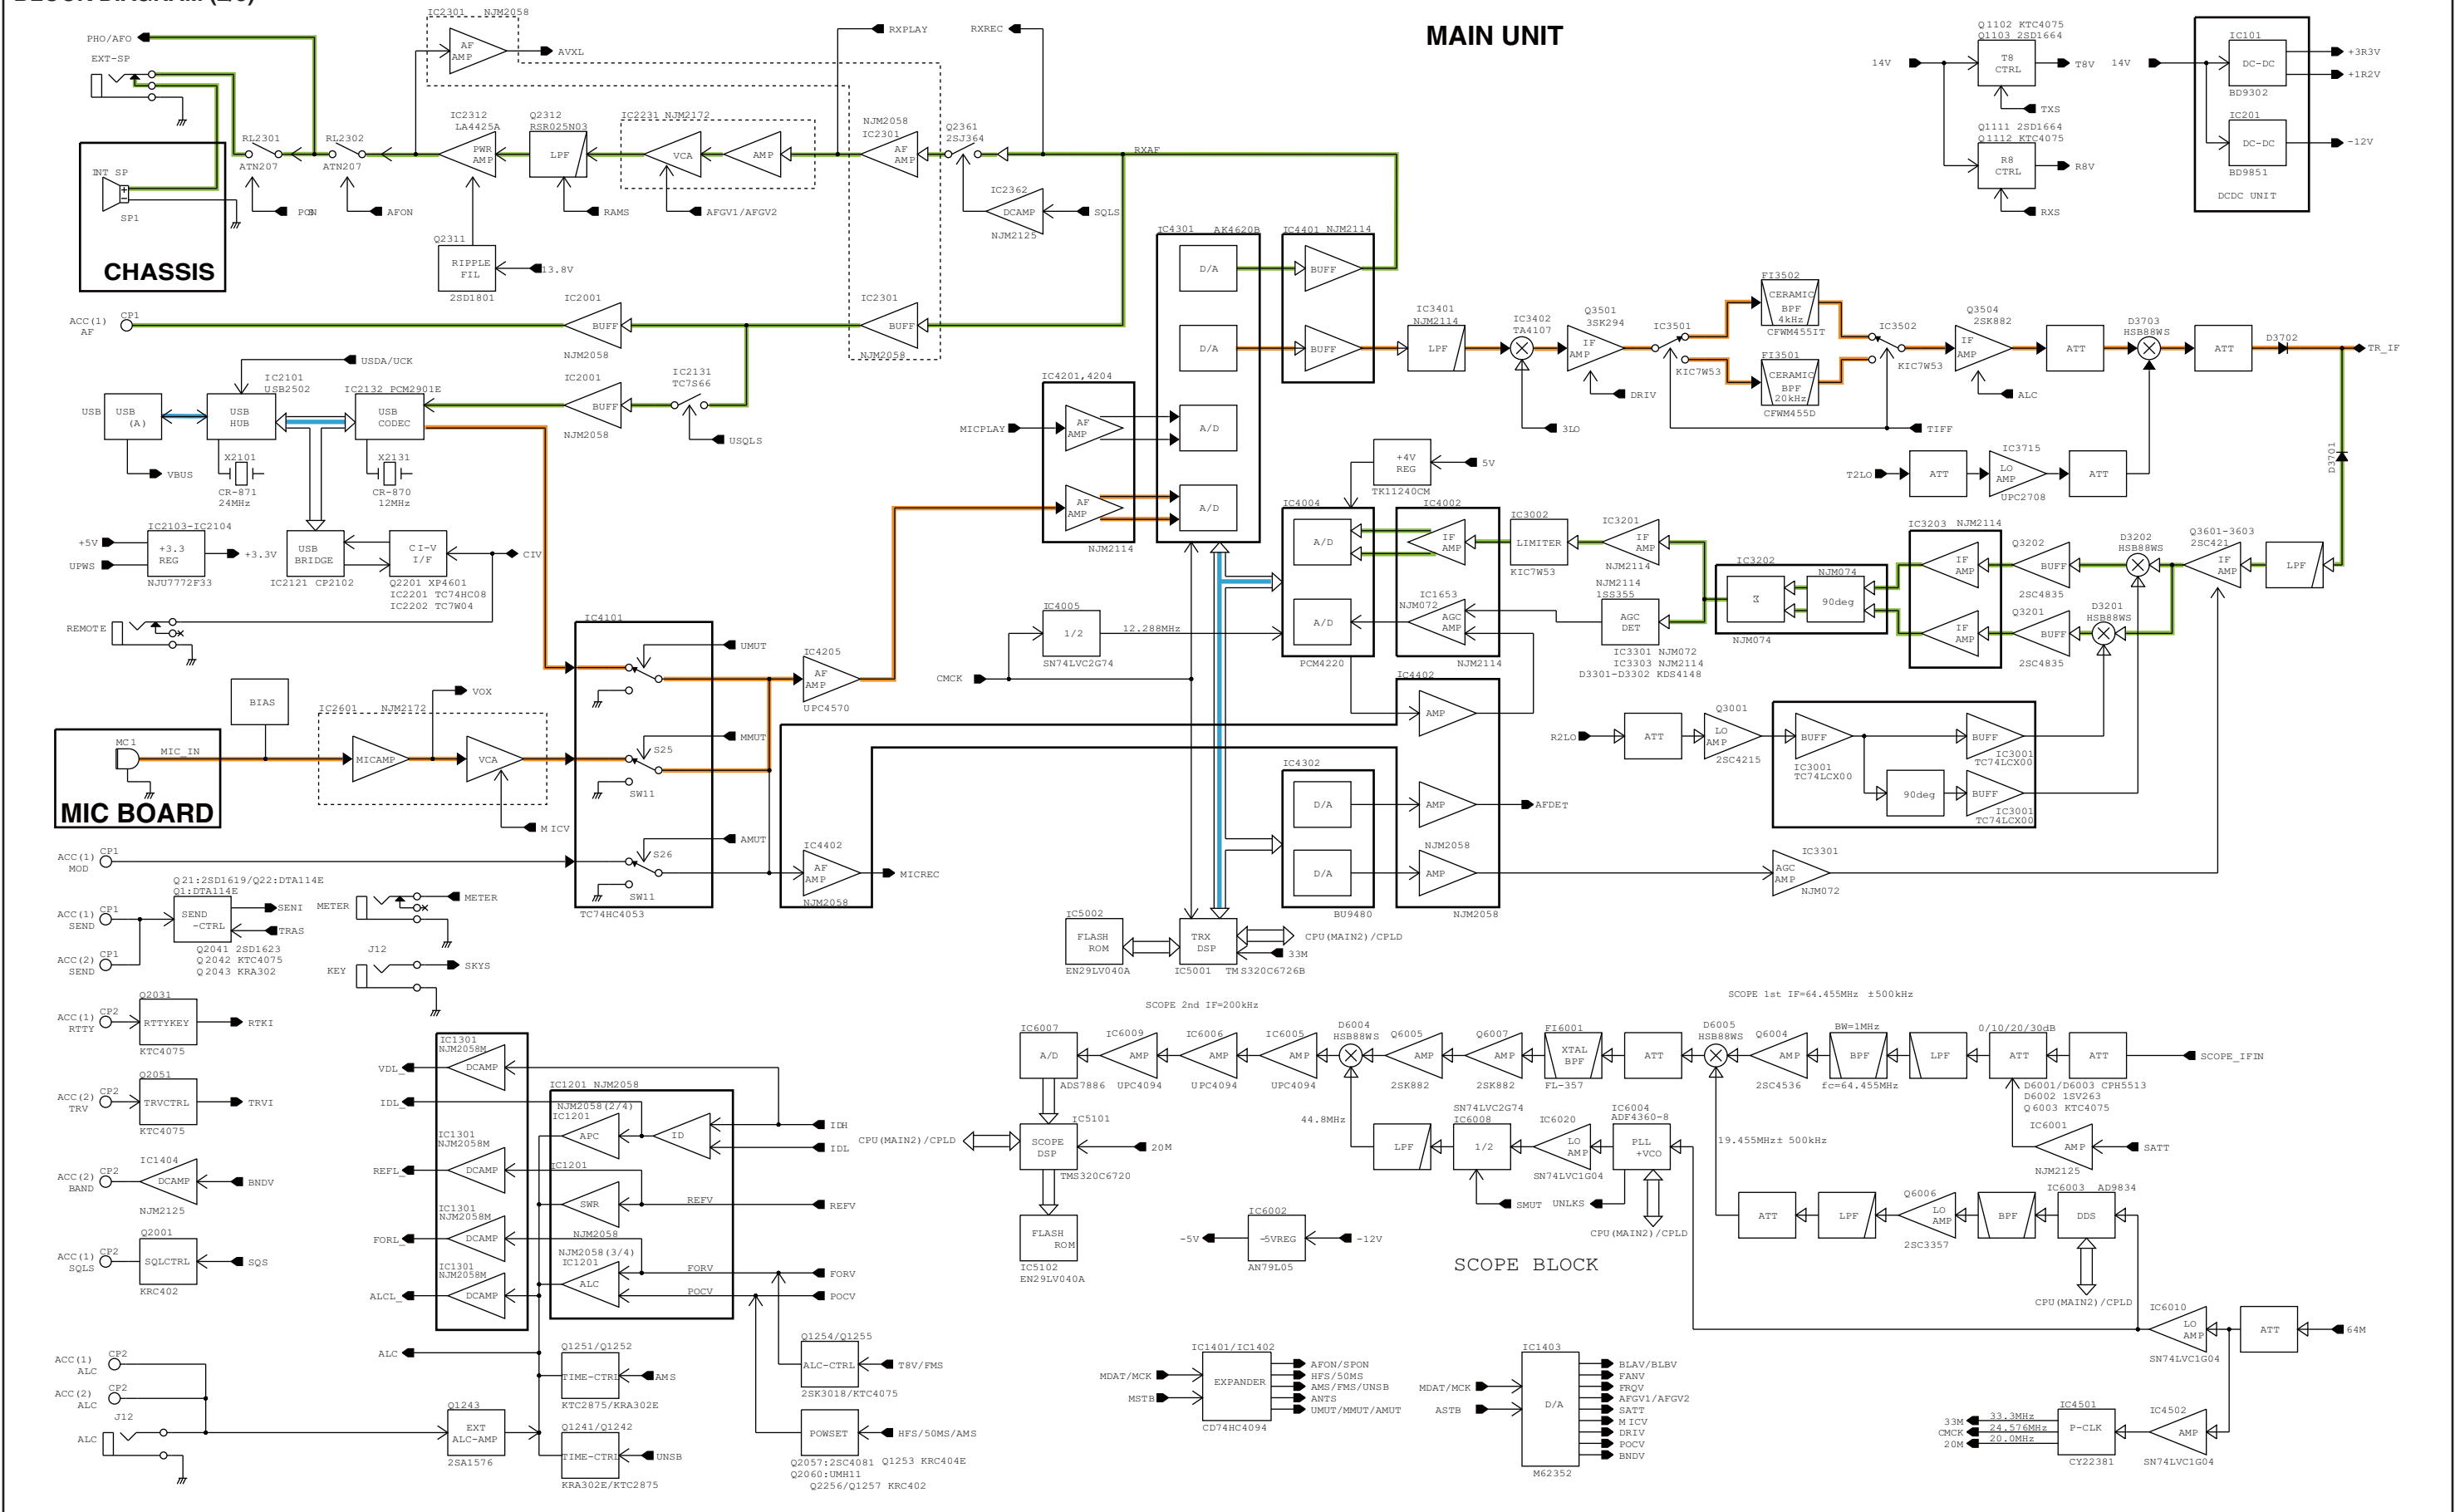 MAIN UNIT
IC2301 NJM2058
AF AMP
AVXL
PHO/AFO
EXT-SP
RXPLAY
RXREC
Q1102 KTC4075
Q1103 2SD1664
14V
T8 CTRL
T8V
TXS
Q1111 2SD1664
Q1112 KTC4075
R8 CTRL
R8V
RXS
14V
IC101
DC-DC
BD9302
+3R3V
+1R2V
IC201
DC-DC
BD9851
-12V
DCDC UNIT
INT SP
SP1
CHASSIS
RL2301
ATN207
RL2302
ATN207
AFON
IC2312
LA4425A
PWR AMP
Q2312
RSR025N03
LPF
RAMS
IC2231 NJM2172
VCA
AMP
AFGV1/AFGV2
NJM2058
IC2301
AF AMP
Q2361
2SJ364
RXAF
IC2362
DCAMP
NJM2125
SQLS
Q2311
RIPPLE FIL
2SD1801
13.8V
ACC(1) AF
CP1
IC2001
BUFF
NJM2058
IC2301
BUFF
NJM2058
USDA/UCK
IC2101
USB2502
USB
USB (A)
USB HUB
IC2132 PCM2901E
USB CODEC
IC2001
BUFF
NJM2058
IC2131
TC7S66
USQLS
VBUS
X2101
CR-871
24MHz
X2131
CR-870
12MHz
IC2103-IC2104
+5V
UPWS
+3.3 REG
+3.3V
NJU7772F33
USB BRIDGE
IC2121 CP2102
CI-V I/F
CIV
Q2201 XP4601
IC2201 TC74HC08
IC2202 TC7W04
REMOTE
IC4301 AK4620B
D/A
D/A
A/D
A/D
IC4401 NJM2114
BUFF
BUFF
IC4201,4204
MICPLAY
AF AMP
AF AMP
NJM2114
IC3401
NJM2114
LPF
IC3402
TA4107
3LO
Q3501
3SK294
IF AMP
DRIV
IC3501
KIC7W53
FI3502
CERAMIC BPF 4kHz
CFWM455IT
FI3501
CERAMIC BPF 20kHz
CFWM455D
IC3502
KIC7W53
TIFF
Q3504
2SK882
IF AMP
ALC
ATT
D3703
HSB88WS
ATT
D3702
TR_IF
T2LO
ATT
IC3715
LO AMP
UPC2708
ATT
D3701
+4V REG
5V
TK11240CM
IC4004
A/D
A/D
PCM4220
IC4002
IF AMP
IC1653
NJM072
AGC AMP
NJM2114
IC3002
LIMITER
KIC7W53
IC3201
IF AMP
NJM2114
NJM2114
1SS355
AGC DET
IC3301 NJM072
IC3303 NJM2114
D3301-D3302 KDS4148
IC3202
Σ
NJM074
90deg
NJM074
IC3203 NJM2114
IF AMP
IF AMP
Q3202
BUFF
2SC4835
Q3201
BUFF
2SC4835
D3202
HSB88WS
D3201
HSB88WS
Q3601-3603
2SC421
IF AMP
LPF
IC4005
1/2
12.288MHz
SN74LVC2G74
CMCK
IC4101
UMUT
MMUT
S25
SW11
AMUT
S26
SW11
TC74HC4053
IC4205
AF AMP
UPC4570
IC4402
AMP
R2LO
ATT
Q3001
LO AMP
2SC4215
BUFF
IC3001
TC74LCX00
BUFF
IC3001
TC74LCX00
90deg
BUFF
IC3001
TC74LCX00
BIAS
VOX
IC2601 NJM2172
MC1
MIC_IN
MICAMP
VCA
MICV
MIC BOARD
IC4302
D/A
D/A
BU9480
AMP
AFDET
NJM2058
AMP
NJM2058
IC4402
AF AMP
NJM2058
MICREC
IC3301
AGC AMP
NJM072
ACC(1) MOD
CP1
Q21:2SD1619/Q22:DTA114E
Q1:DTA114E
ACC(1) SEND
CP1
ACC(2) SEND
CP1
SEND -CTRL
SENI
TRAS
Q2041 2SD1623
Q2042 KTC4075
Q2043 KRA302
METER
METER
J12
KEY
SKYS
IC5002
FLASH ROM
EN29LV040A
TRX DSP
IC5001 TMS320C6726B
CPU(MAIN2)/CPLD
33M
ACC(1) RTTY
CP2
Q2031
RTTYKEY
KTC4075
RTKI
ACC(2) TRV
CP2
Q2051
TRVCTRL
KTC4075
TRVI
ACC(2) BAND
CP2
IC1404
DCAMP
NJM2125
BNDV
ACC(1) SQLS
CP2
Q2001
SQLCTRL
KRC402
SQS
ACC(1) ALC
CP2
ACC(2) ALC
CP2
J12
ALC
Q1243
EXT ALC-AMP
2SA1576
IC1301
NJM2058M
VDL_
DCAMP
IDL_
IC1301
NJM2058M
REFL_
DCAMP
IC1301
NJM2058M
FORL_
DCAMP
IC1301
NJM2058M
ALCL_
DCAMP
IC1201 NJM2058
NJM2058(2/4)
IC1201
APC
ID
IDH
IDL
IC1201
SWR
NJM2058
REFV
REFV
NJM2058(3/4)
IC1201
ALC
FORV
FORV
POCV
POCV
ALC
Q1251/Q1252
TIME-CTRL
AMS
KTC2875/KRA302E
Q1241/Q1242
TIME-CTRL
UNSB
KRA302E/KTC2875
Q1254/Q1255
ALC-CTRL
T8V/FMS
2SK3018/KTC4075
POWSET
HFS/50MS/AMS
Q2057:2SC4081 Q1253 KRC404E
Q2060:UMH11
Q2256/Q1257 KRC402
SCOPE 2nd IF=200kHz
SCOPE 1st IF=64.455MHz ±500kHz
IC6007
A/D
ADS7886
IC6009
AMP
UPC4094
IC6006
AMP
UPC4094
IC6005
AMP
UPC4094
D6004
HSB88WS
Q6005
AMP
2SK882
Q6007
AMP
2SK882
FI6001
XTAL BPF
FL-357
ATT
D6005
HSB88WS
Q6004
AMP
2SC4536
BW=1MHz
BPF
fc=64.455MHz
LPF
0/10/20/30dB
ATT
ATT
SCOPE_IFIN
D6001/D6003 CPH5513
D6002 1SV263
Q6003 KTC4075
IC6001
AMP
NJM2125
SATT
CPU(MAIN2)/CPLD
IC5101
SCOPE DSP
TMS320C6720
20M
FLASH ROM
IC5102
EN29LV040A
44.8MHz
LPF
SN74LVC2G74
IC6008
1/2
SMUT
IC6020
LO AMP
SN74LVC1G04
IC6004
ADF4360-8
PLL +VCO
UNLKS
CPU(MAIN2)/CPLD
19.455MHz± 500kHz
IC6002
-5V
-5VREG
-12V
AN79L05
SCOPE BLOCK
ATT
LPF
Q6006
LO AMP
2SC3357
BPF
IC6003 AD9834
DDS
CPU(MAIN2)/CPLD
IC6010
LO AMP
SN74LVC1G04
ATT
64M
IC1401/IC1402
MDAT/MCK
MSTB
EXPANDER
CD74HC4094
AFON/SPON
HFS/50MS
AMS/FMS/UNSB
ANTS
UMUT/MMUT/AMUT
IC1403
MDAT/MCK
ASTB
D/A
M62352
BLAV/BLBV
FANV
FRQV
AFGV1/AFGV2
SATT
MICV
DRIV
POCV
BNDV
33M
33.3MHz
CMCK
24.576MHz
20M
20.0MHz
IC4501
P-CLK
CY22381
IC4502
AMP
SN74LVC1G04